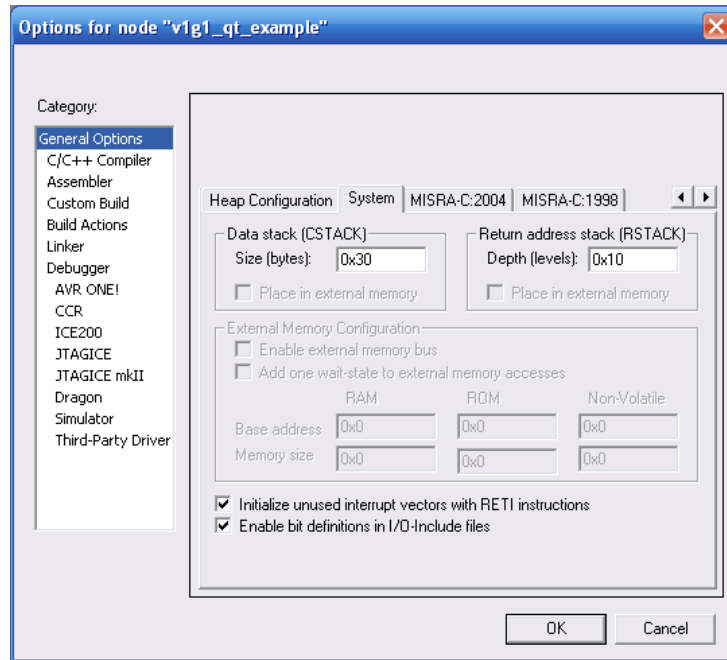 Options for node "v1g1_qt_example"
Category:
General Options
C/C++ Compiler
Assembler
Custom Build
Build Actions
Linker
Debugger
AVR ONE!
CCR
ICE200
JTAGICE
JTAGICE mkII
Dragon
Simulator
Third-Party Driver
Heap Configuration System MISRA-C:2004 MISRA-C:1998
Data stack (CSTACK)
Size (bytes): 0x30
Place in external memory
Return address stack (RSTACK)
Depth (levels): 0x10
Place in external memory
External Memory Configuration
Enable external memory bus
Add one wait-state to external memory accesses
RAM ROM Non-Volatile
Base address 0x0 0x0 0x0
Memory size 0x0 0x0 0x0
Initialize unused interrupt vectors with RETI instructions
Enable bit definitions in I/O-Include files
OK Cancel